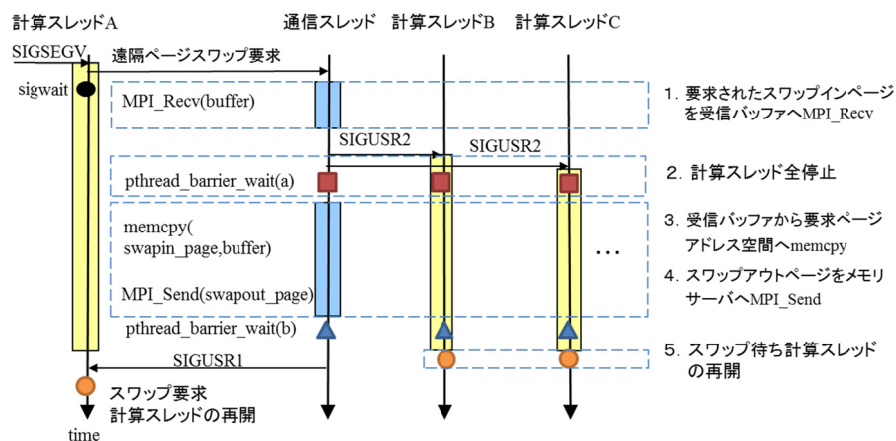 計算スレッドA
通信スレッド
計算スレッドB
計算スレッドC
SIGSEGV
遠隔ページスワップ要求
sigwait
MPI_Recv(buffer)
1. 要求されたスワップインページ
を受信バッファへMPI_Recv
SIGUSR2
SIGUSR2
pthread_barrier_wait(a)
2. 計算スレッド全停止
memcpy(
swapin_page,buffer)
…
3. 受信バッファから要求ページ
アドレス空間へmemcpy
MPI_Send(swapout_page)
4. スワップアウトページをメモリ
サーバへMPI_Send
pthread_barrier_wait(b)
SIGUSR1
5. スワップ待ち計算スレッド
の再開
スワップ要求
計算スレッドの再開
time